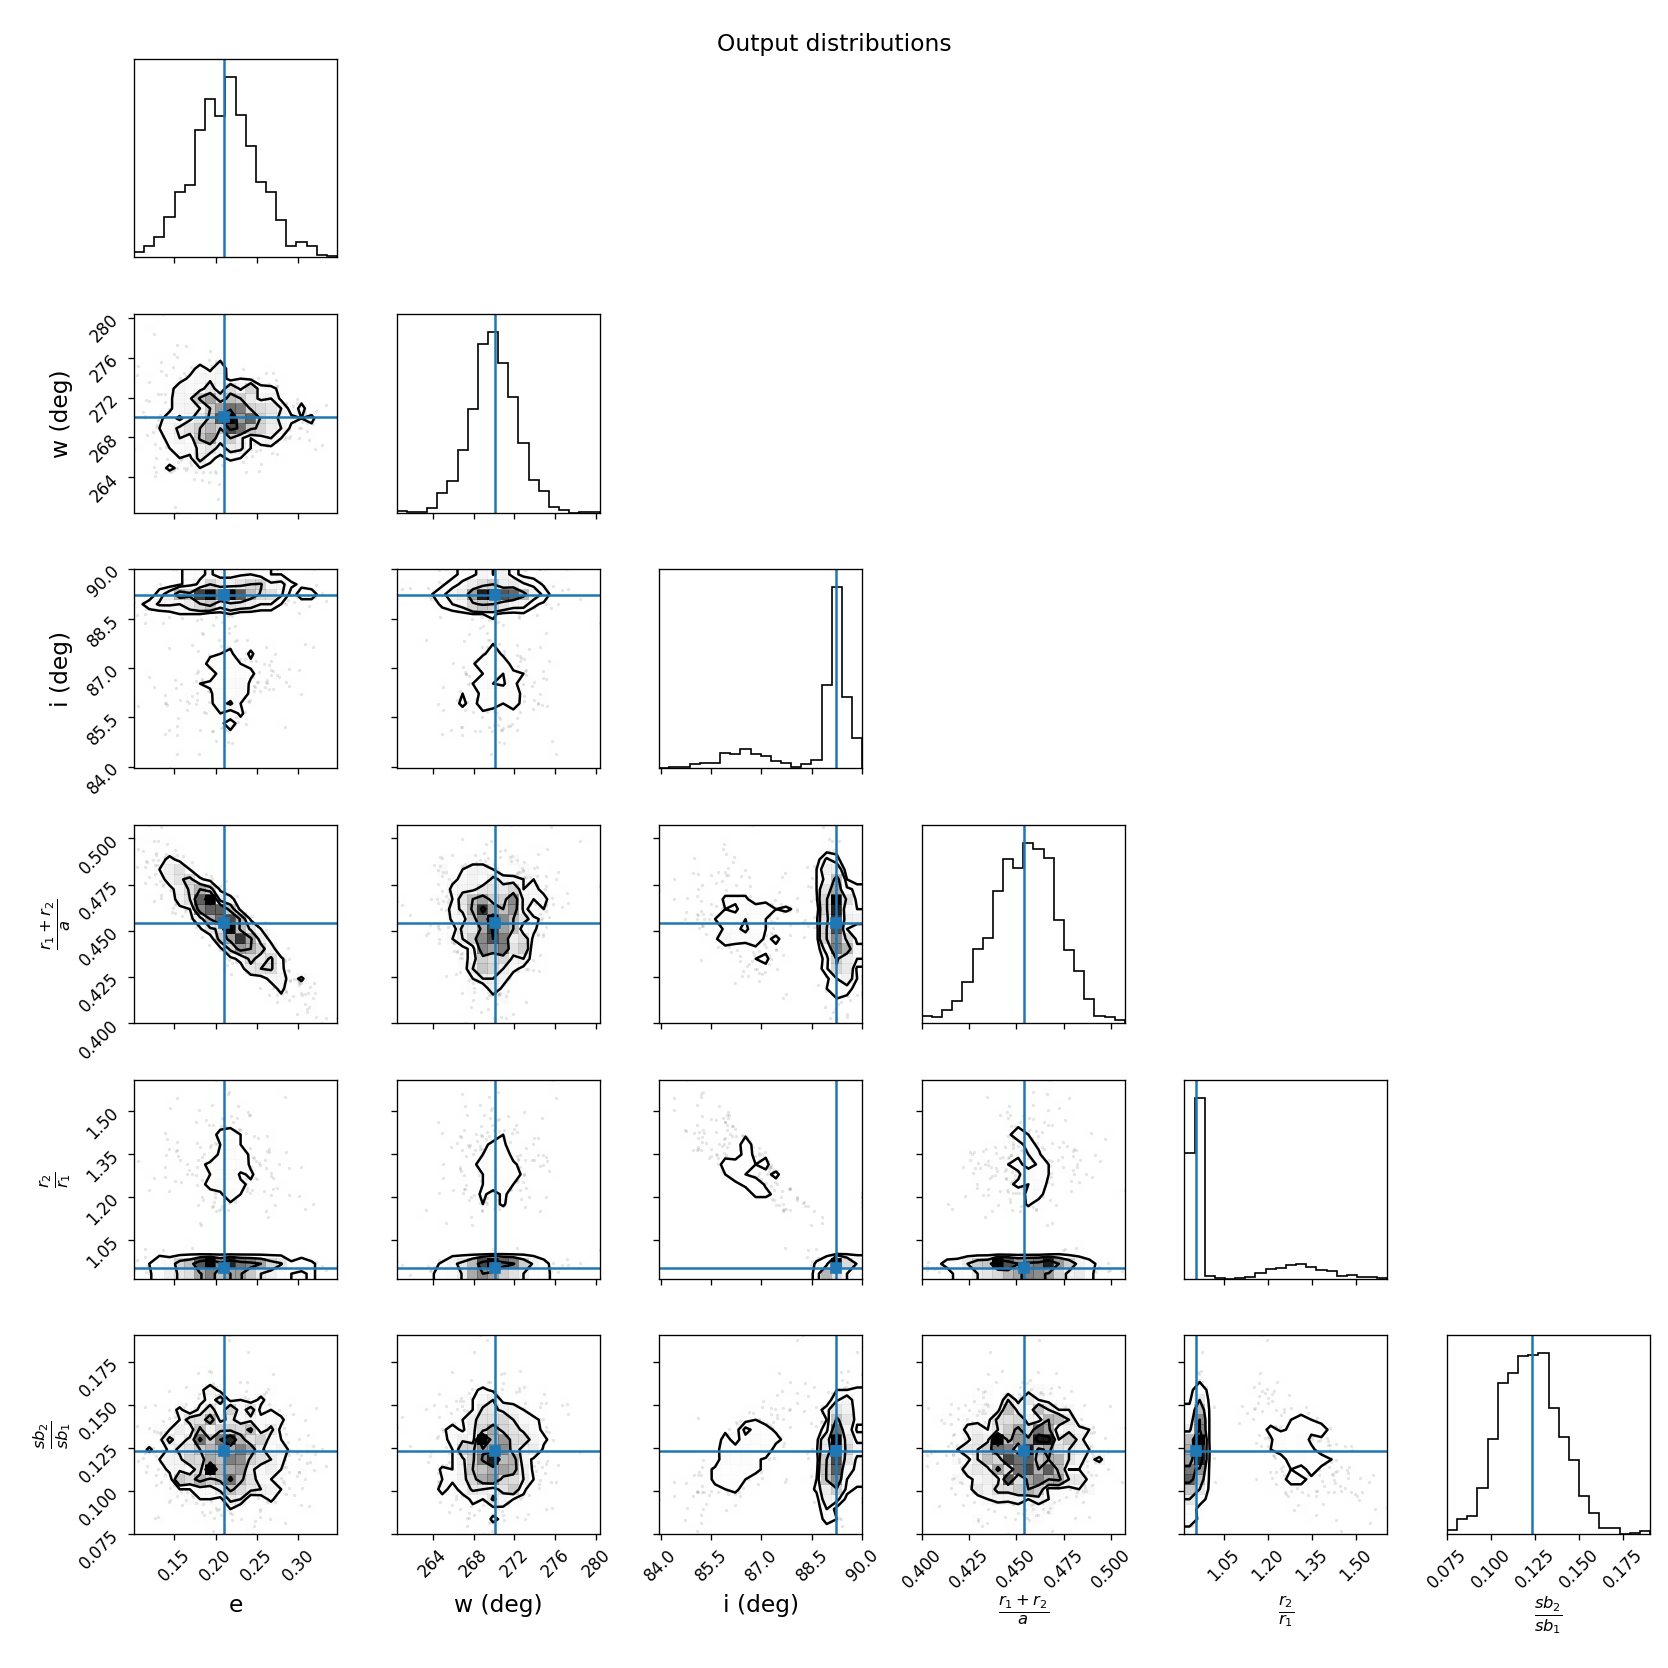 Output distributions
280
276
272
268
264
w (deg)
90.0
88.5
87.0
85.5
84.0
i (deg)
0.500
0.475
0.450
0.425
0.400
r₁ + r₂
a
1.50
1.35
1.20
1.05
r₂
r₁
0.175
0.150
0.125
0.100
0.075
sb₂
sb₁
0.15 0.20 0.25 0.30
e
264 268 272 276 280
w (deg)
84.0 85.5 87.0 88.5 90.0
i (deg)
0.400 0.425 0.450 0.475 0.500
r₁ + r₂
a
1.05 1.20 1.35 1.50
r₂
r₁
0.075 0.100 0.125 0.150 0.175
sb₂
sb₁